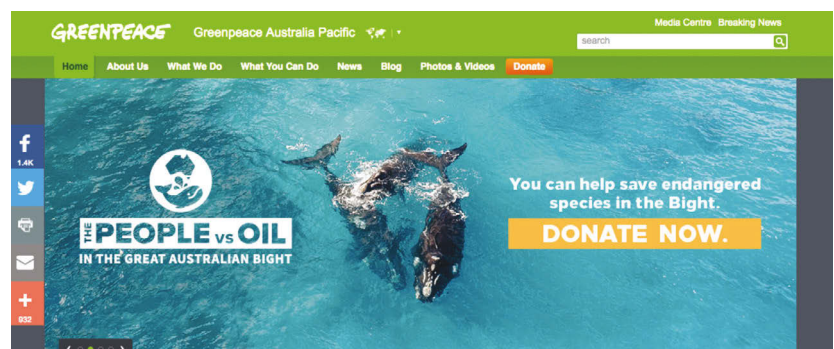 Media Centre Breaking News
GREENPEACE Greenpeace Australia Pacific
search
Home About Us What We Do What You Can Do News Blog Photos & Videos Donate
f
1.4K
THE PEOPLE vs OIL
IN THE GREAT AUSTRALIAN BIGHT
You can help save endangered
species in the Bight.
DONATE NOW.
932